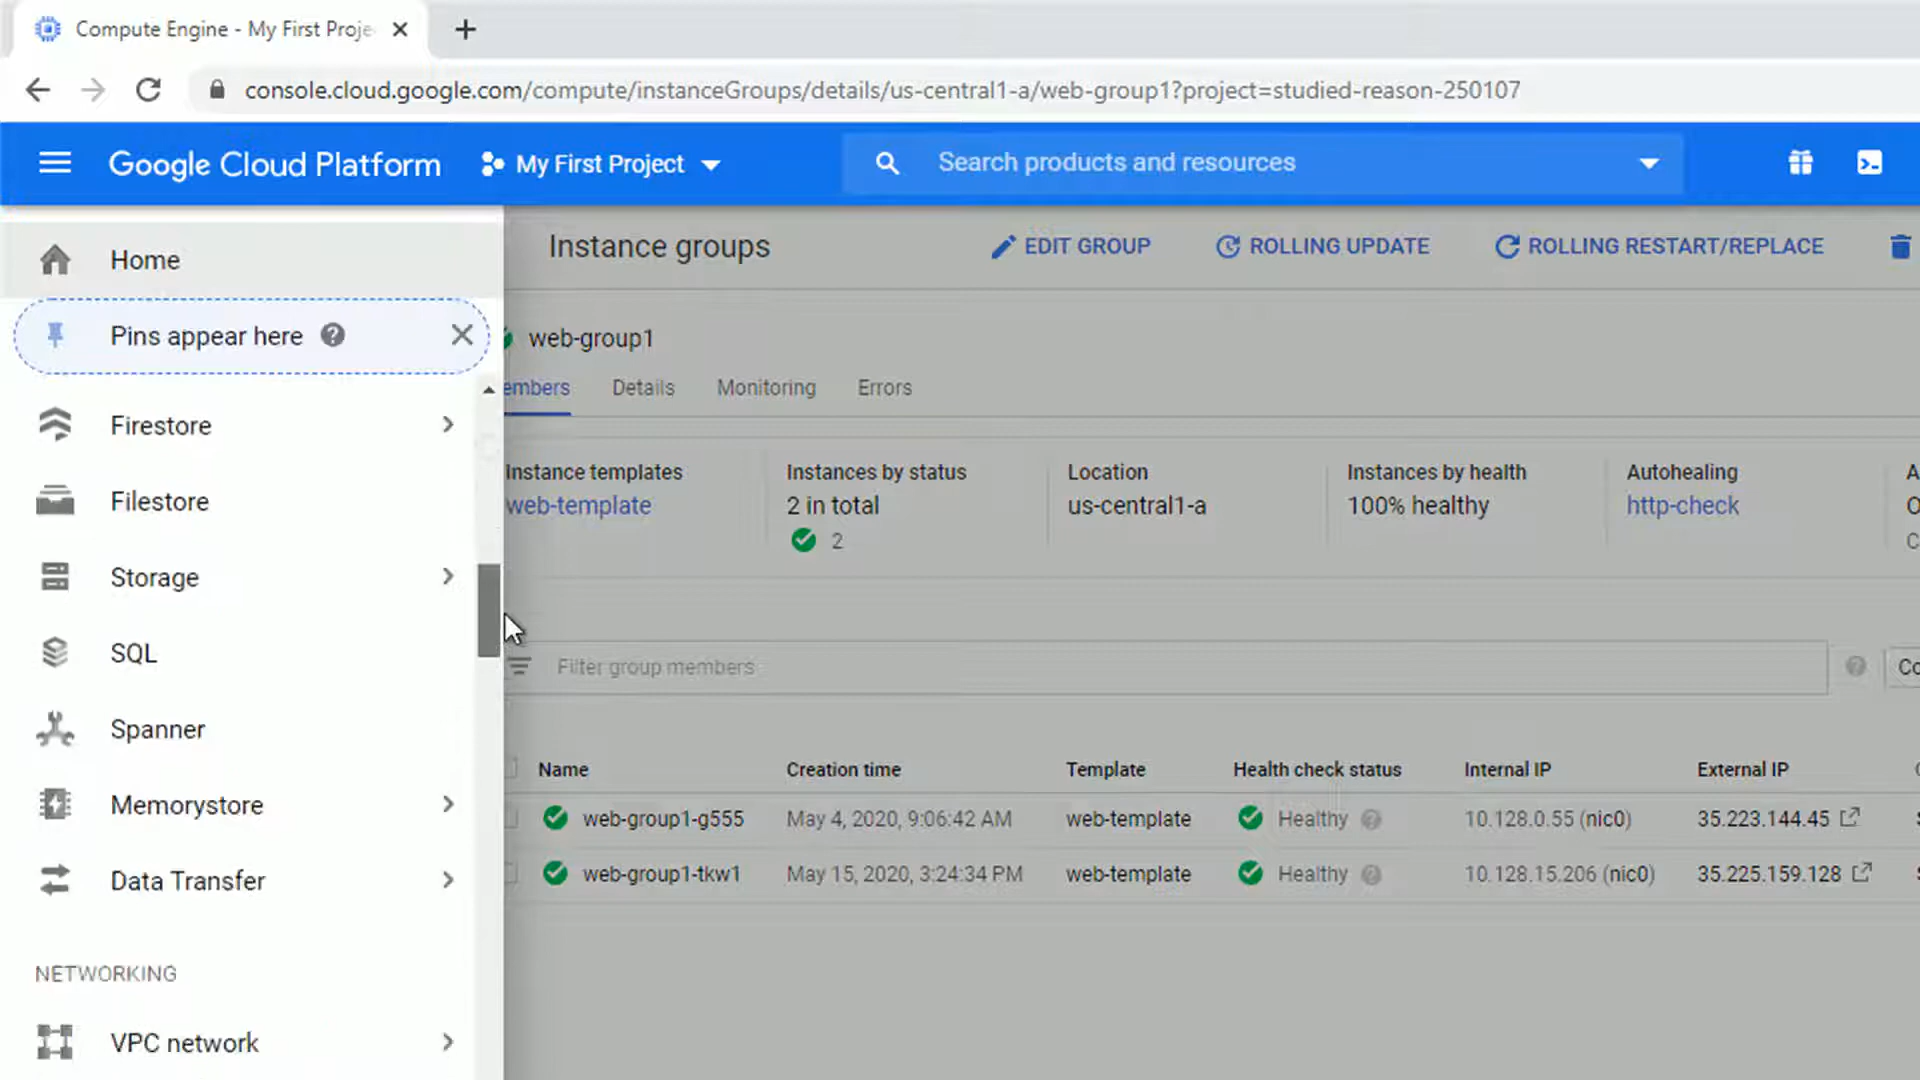 Compute Engine - My First Proje
console.cloud.google.com/compute/instanceGroups/details/us-central1-a/web-group1?project=studied-reason-250107
Google Cloud Platform
My First Project
Search products and resources
Home
Pins appear here
Firestore
Filestore
Storage
SQL
Spanner
Memorystore
Data Transfer
NETWORKING
VPC network
Instance groups
EDIT GROUP
ROLLING UPDATE
ROLLING RESTART/REPLACE
web-group1
embers Details Monitoring Errors
Instance templates Instances by status Location Instances by health Autohealing A
web-template 2 in total us-central1-a 100% healthy http-check O
2 C
Filter group members Co
Name Creation time Template Health check status Internal IP External IP
web-group1-g555 May 4, 2020, 9:06:42 AM web-template Healthy 10.128.0.55 (nic0) 35.223.144.45
web-group1-tkw1 May 15, 2020, 3:24:34 PM web-template Healthy 10.128.15.206 (nic0) 35.225.159.128